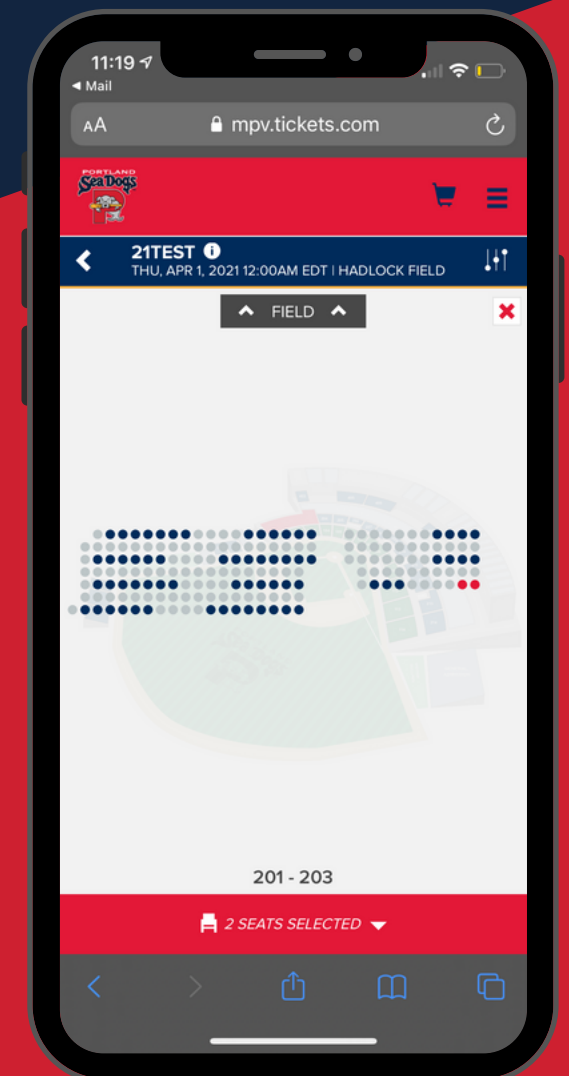 11:19
Mail
AA
mpv.tickets.com
PORTLAND
Sea Dogs
21TEST
THU, APR 1, 2021 12:00AM EDT | HADLOCK FIELD
FIELD
201 - 203
2 SEATS SELECTED